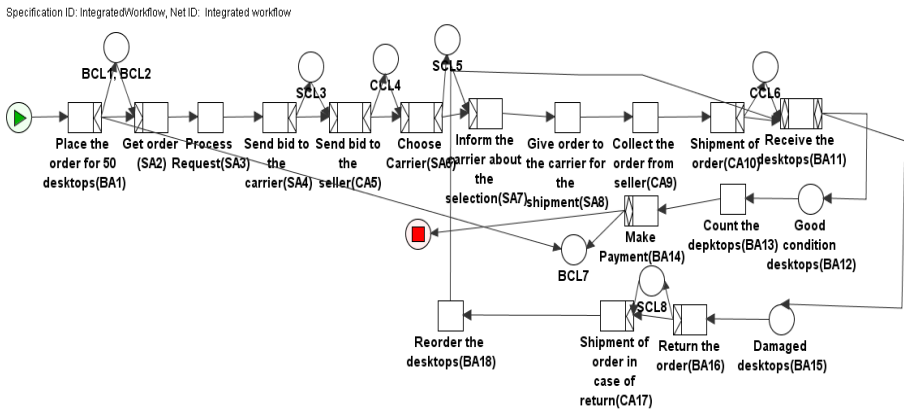 Specification ID: IntegratedWorkflow, Net ID: Integrated workflow
BCL1, BCL2
SCL3
CCL4
SCL5
CCL6
Place the
order for 50
desktops(BA1)
Get order
(SA2)
Process
Request(SA3)
Send bid to
the
carrier(SA4)
Send bid to
the
seller(CA5)
Choose
Carrier(SA6)
Inform the
carrier about
the
selection(SA7)
Give order to
the carrier for
the
shipment(SA8)
Collect the
order from
seller(CA9)
Shipment of
order(CA10)
Receive the
desktops(BA11)
Good
condition
desktops(BA12)
Count the
depktops(BA13)
Make
Payment(BA14)
BCL7
SCL8
Reorder the
desktops(BA18)
Shipment of
order in
case of
return(CA17)
Return the
order(BA16)
Damaged
desktops(BA15)